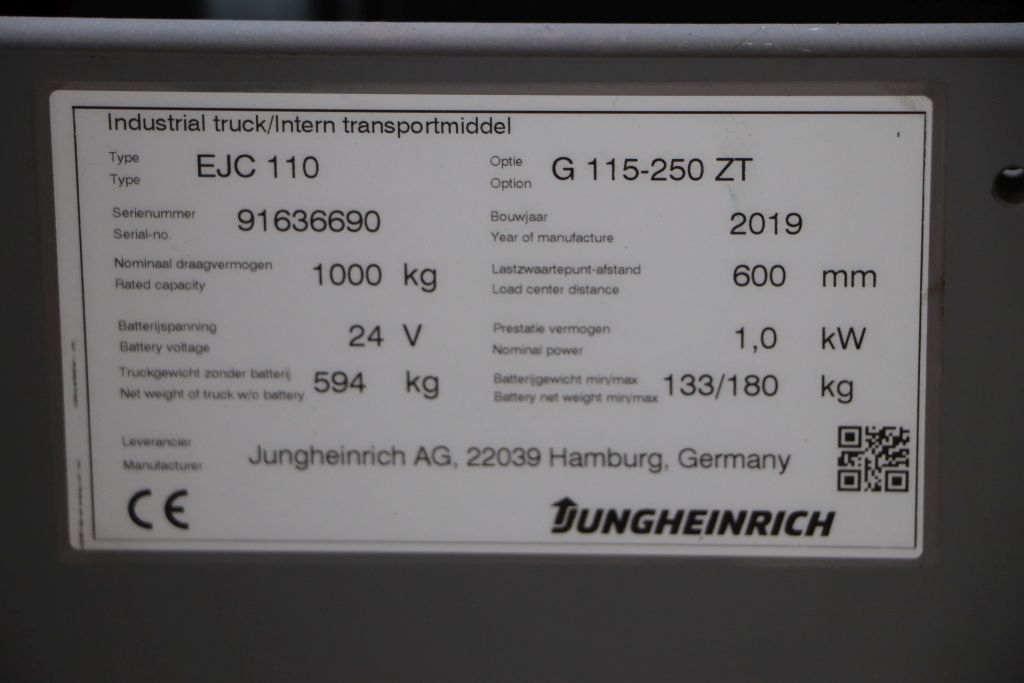 Industrial truck/Intern transportmiddel
Type EJC 110 Optie G 115-250 ZT
Type Option
Serienummer 91636690 Bouwjaar 2019
Serial-no. Year of manufacture
Nominaal draagvermogen 1000 kg Lastzwaartepunt-afstand 600 mm
Rated capacity Load center distance
Batterijspanning 24 V Prestatie vermogen 1,0 kW
Battery voltage Nominal power
Truckgewicht zonder batterij 594 kg Batterijgewicht min/max 133/180 kg
Net weight of truck w/o battery Battery net weight min/max
Leverancier Jungheinrich AG, 22039 Hamburg, Germany
Manufacturer
CE JUNGHEINRICH